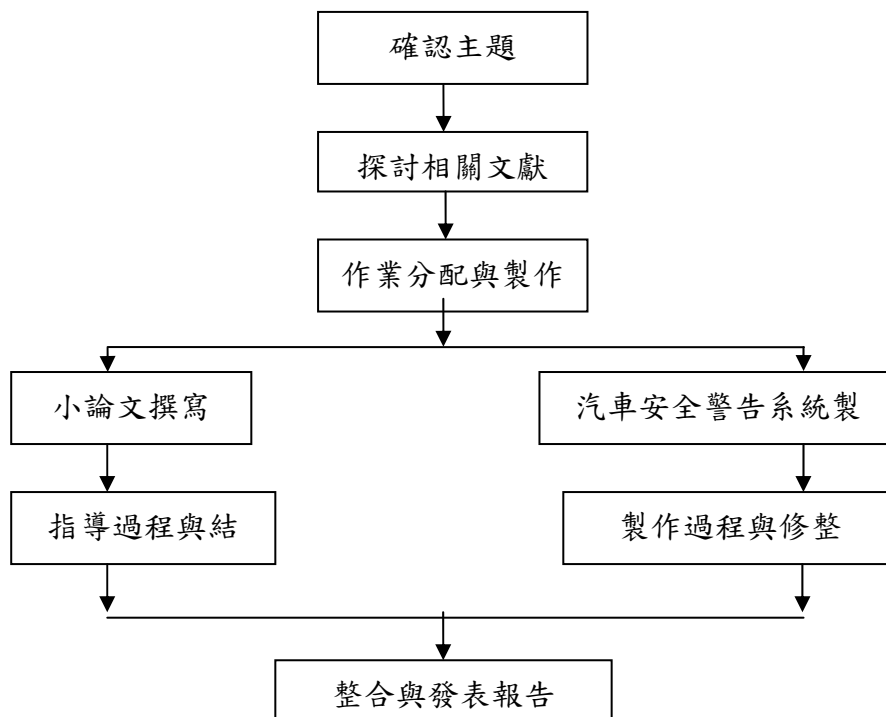 確認主題
探討相關文獻
作業分配與製作
小論文撰寫
汽車安全警告系統製
指導過程與結
製作過程與修整
整合與發表報告